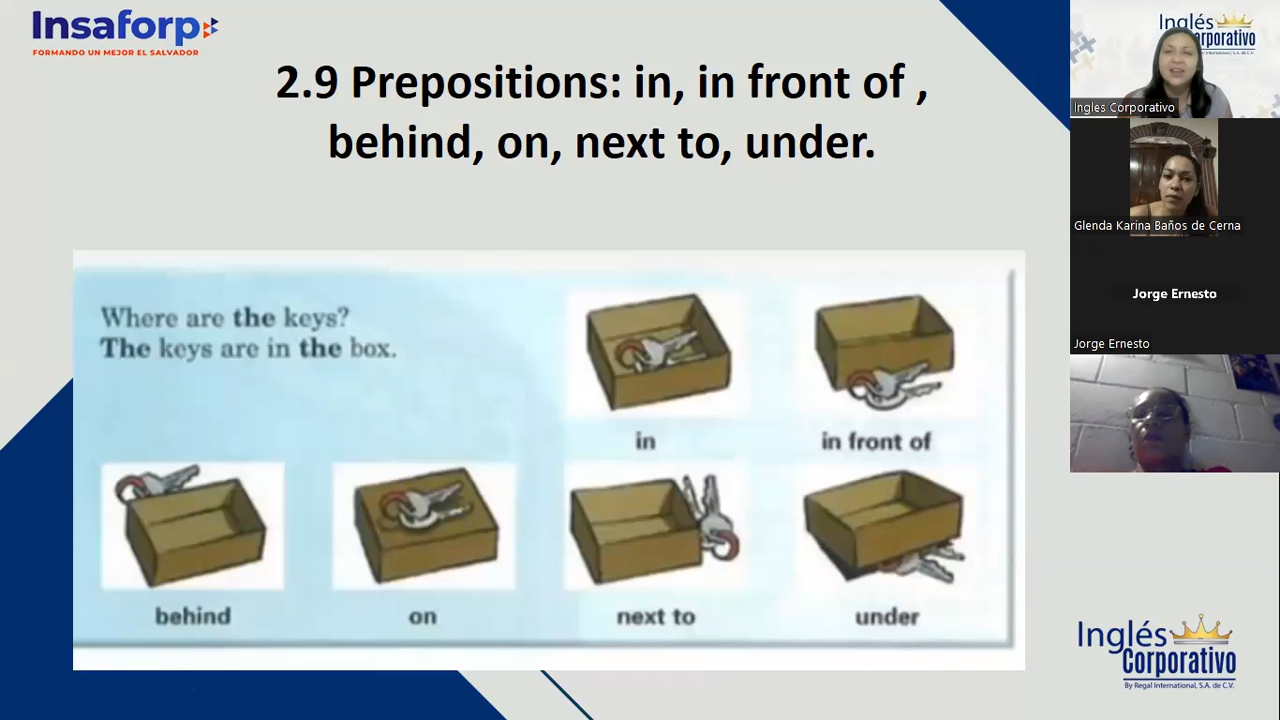 Insaforp
FORMANDO UN MEJOR EL SALVADOR
2.9 Prepositions: in, in front of ,
behind, on, next to, under.
Where are the keys?
The keys are in the box.
in
in front of
behind
on
next to
under
Inglés
Corporativo
Ingles Corporativo
Glenda Karina Baños de Cerna
Jorge Ernesto
Jorge Ernesto
Inglés
Corporativo
By Regal International, S.A. de C.V.